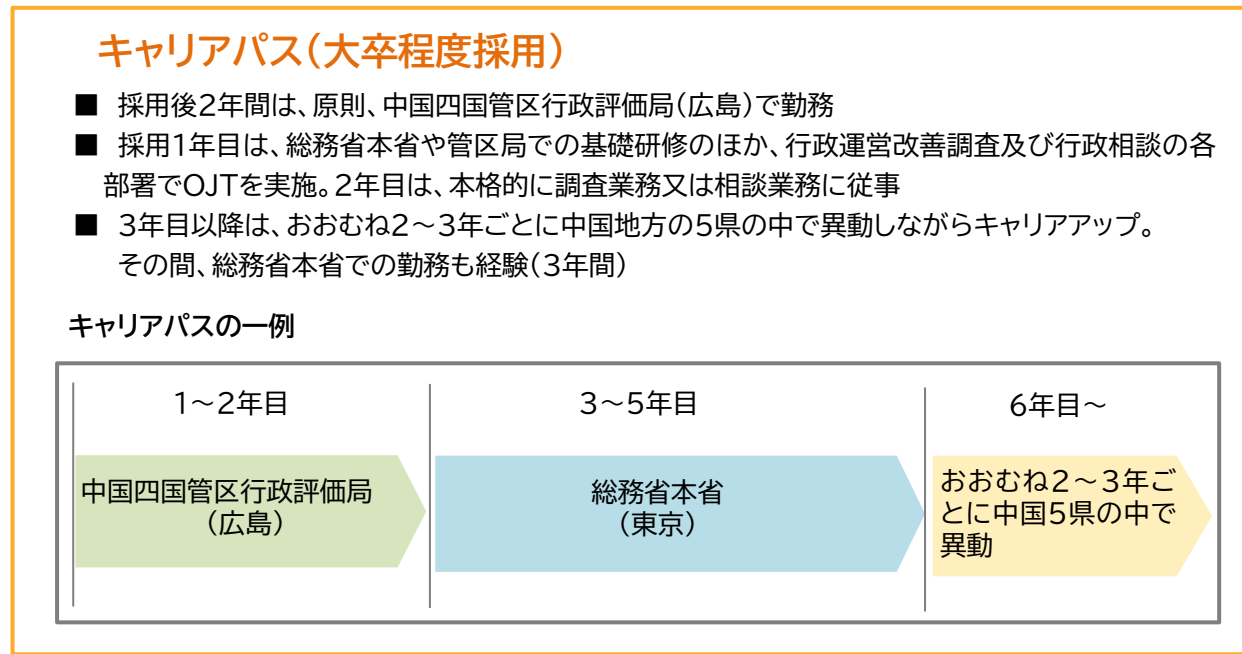 キャリアパス(大卒程度採用)
■ 採用後2年間は、原則、中国四国管区行政評価局(広島)で勤務
■ 採用1年目は、総務省本省や管区局での基礎研修のほか、行政運営改善調査及び行政相談の各
部署でOJTを実施。2年目は、本格的に調査業務又は相談業務に従事
■ 3年目以降は、おおむね2~3年ごとに中国地方の5県の中で異動しながらキャリアアップ。
その間、総務省本省での勤務も経験(3年間)
キャリアパスの一例
1~2年目
中国四国管区行政評価局
(広島)
3~5年目
総務省本省
(東京)
6年目~
おおむね2~3年ご
とに中国5県の中で
異動